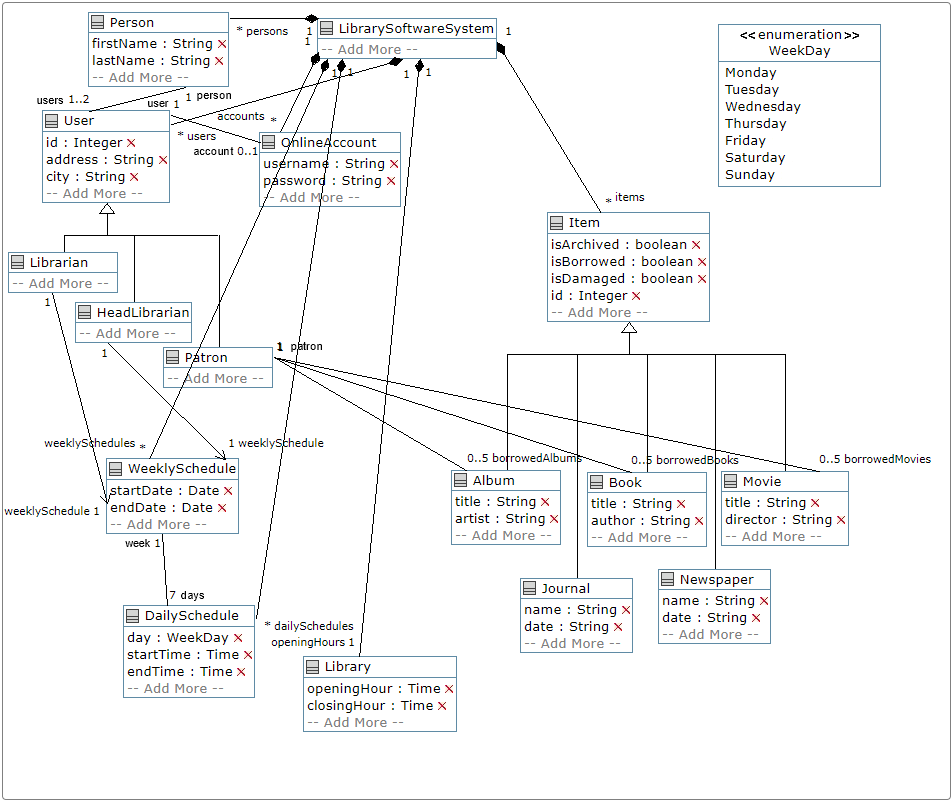 Person
firstName : String ×
lastName : String ×
-- Add More --
* persons
1
LibrarySoftwareSystem
-- Add More --
1
1
1
1
1
1
<<enumeration>>
WeekDay
Monday
Tuesday
Wednesday
Thursday
Friday
Saturday
Sunday
users 1..2
1 person
user 1
accounts *
* users
account 0..1
User
id : Integer ×
address : String ×
city : String ×
-- Add More --
OnlineAccount
username : String ×
password : String ×
-- Add More --
* items
Item
isArchived : boolean ×
isBorrowed : boolean ×
isDamaged : boolean ×
id : Integer ×
-- Add More --
Librarian
-- Add More --
1
HeadLibrarian
-- Add More --
1
1 patron
Patron
-- Add More --
weeklySchedules *
1 weeklySchedule
weeklySchedule 1
WeeklySchedule
startDate : Date ×
endDate : Date ×
-- Add More --
week 1
0..5 borrowedAlbums
0..5 borrowedBooks
0..5 borrowedMovies
Album
title : String ×
artist : String ×
-- Add More --
Book
title : String ×
author : String ×
-- Add More --
Movie
title : String ×
director : String ×
-- Add More --
Journal
name : String ×
date : String ×
-- Add More --
Newspaper
name : String ×
date : String ×
-- Add More --
7 days
DailySchedule
day : WeekDay ×
startTime : Time ×
endTime : Time ×
-- Add More --
* dailySchedules
openingHours 1
Library
openingHour : Time ×
closingHour : Time ×
-- Add More --